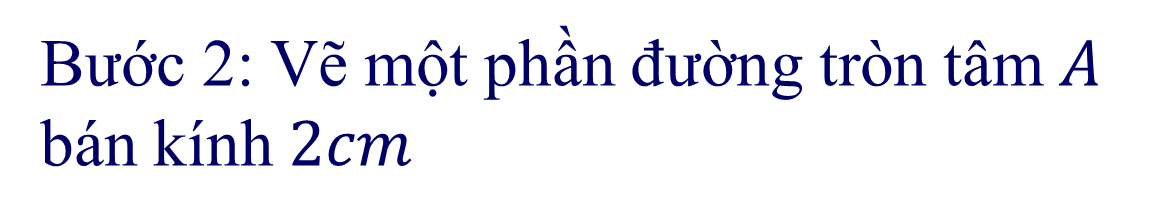 Bước 2: Vẽ một phần đường tròn tâm A
bán kính 2cm